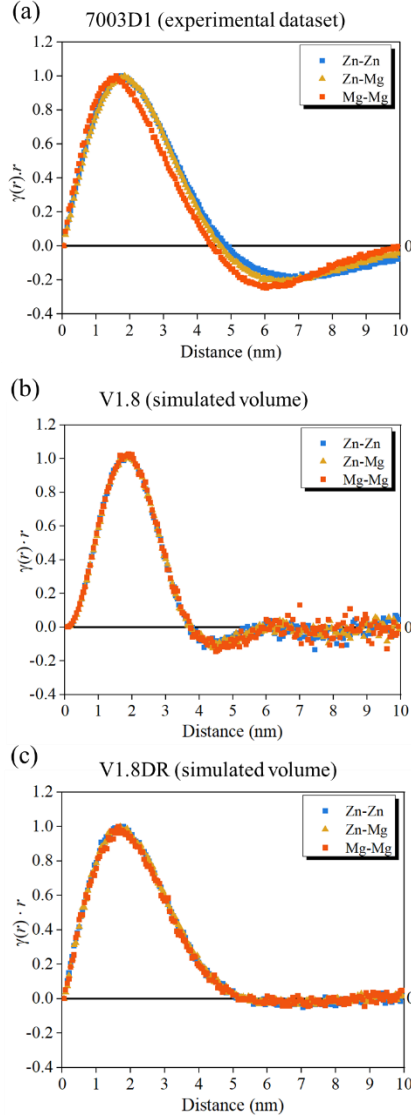 (a)
7003D1 (experimental dataset)
1.2
1.0
0.8
0.6
0.4
0.2
0.0
-0.2
-0.4
γ(r).r
Zn-Zn
Zn-Mg
Mg-Mg
0
0 1 2 3 4 5 6 7 8 9 10
Distance (nm)
(b)
V1.8 (simulated volume)
1.2
1.0
0.8
0.6
0.4
0.2
0.0
-0.2
-0.4
γ(r)· r
Zn-Zn
Zn-Mg
Mg-Mg
0
0 1 2 3 4 5 6 7 8 9 10
Distance (nm)
(c)
V1.8DR (simulated volume)
1.2
1.0
0.8
0.6
0.4
0.2
0.0
-0.2
-0.4
γ(r)· r
Zn-Zn
Zn-Mg
Mg-Mg
0
0 1 2 3 4 5 6 7 8 9 10
Distance (nm)